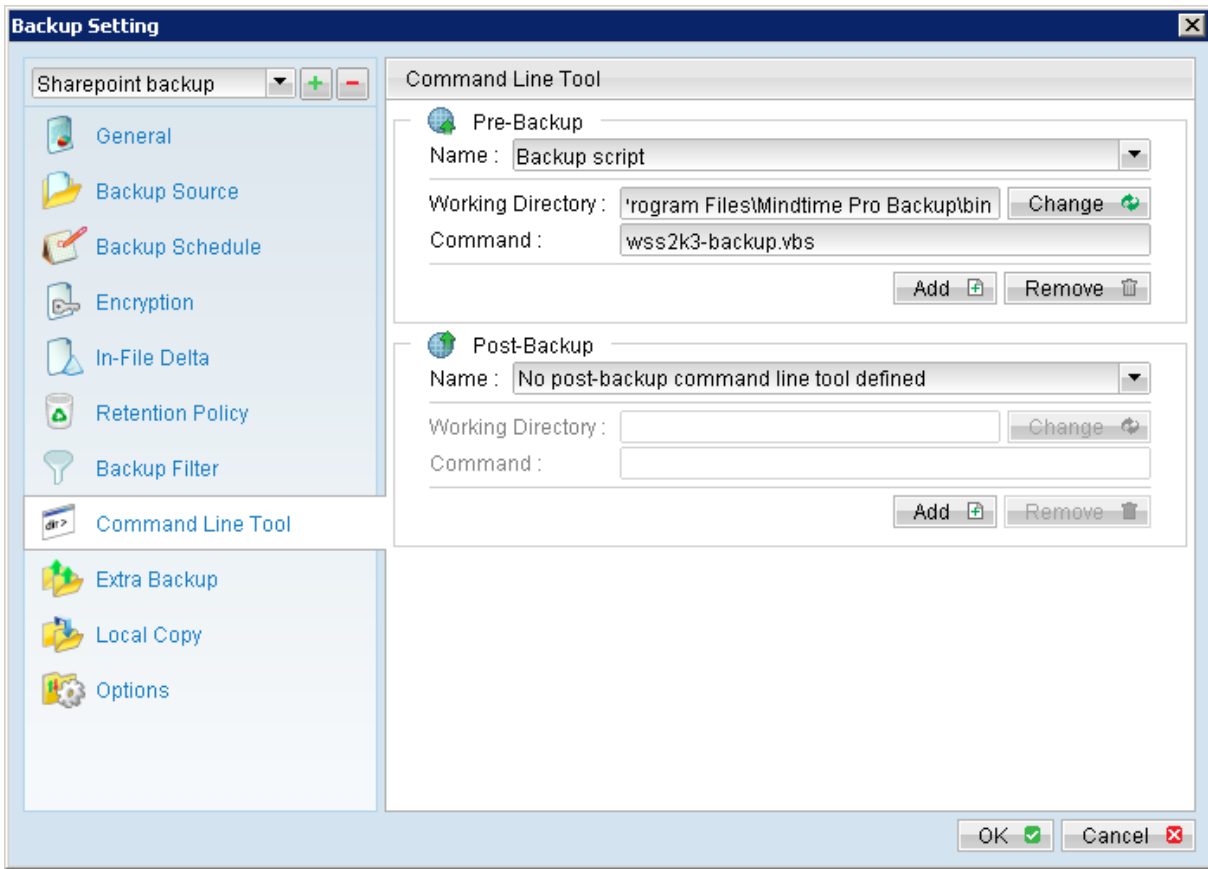 Backup Setting
Sharepoint backup
General
Backup Source
Backup Schedule
Encryption
In-File Delta
Retention Policy
Backup Filter
dir>
Command Line Tool
Extra Backup
Local Copy
Options
Command Line Tool
Pre-Backup
Name : Backup script
Working Directory : 'rogram Files\Mindtime Pro Backup\bin Change
Command : wss2k3-backup.vbs
Add Remove
Post-Backup
Name : No post-backup command line tool defined
Working Directory : Change
Command :
Add Remove
OK Cancel